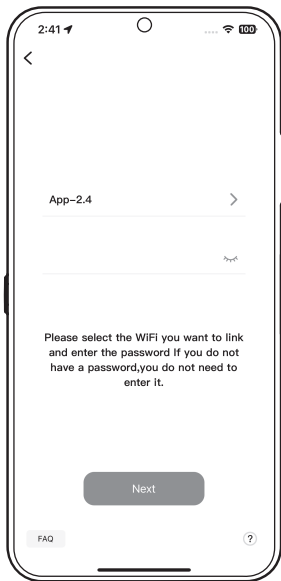 2:41
100
App-2.4
Please select the WiFi you want to link
and enter the password If you do not
have a password,you do not need to
enter it.
Next
FAQ
?